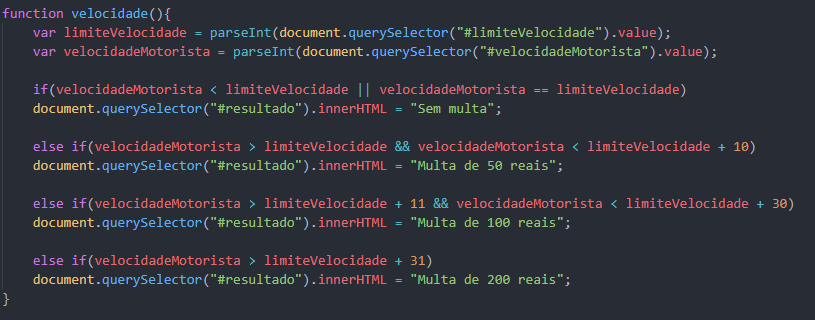 function velocidade(){
var limiteVelocidade = parseInt(document.querySelector("#limiteVelocidade").value);
var velocidadeMotorista = parseInt(document.querySelector("#velocidadeMotorista").value);
if(velocidadeMotorista < limiteVelocidade || velocidadeMotorista == limiteVelocidade)
document.querySelector("#resultado").innerHTML = "Sem multa";
else if(velocidadeMotorista > limiteVelocidade && velocidadeMotorista < limiteVelocidade + 10)
document.querySelector("#resultado").innerHTML = "Multa de 50 reais";
else if(velocidadeMotorista > limiteVelocidade + 11 && velocidadeMotorista < limiteVelocidade + 30)
document.querySelector("#resultado").innerHTML = "Multa de 100 reais";
else if(velocidadeMotorista > limiteVelocidade + 31)
document.querySelector("#resultado").innerHTML = "Multa de 200 reais";
}